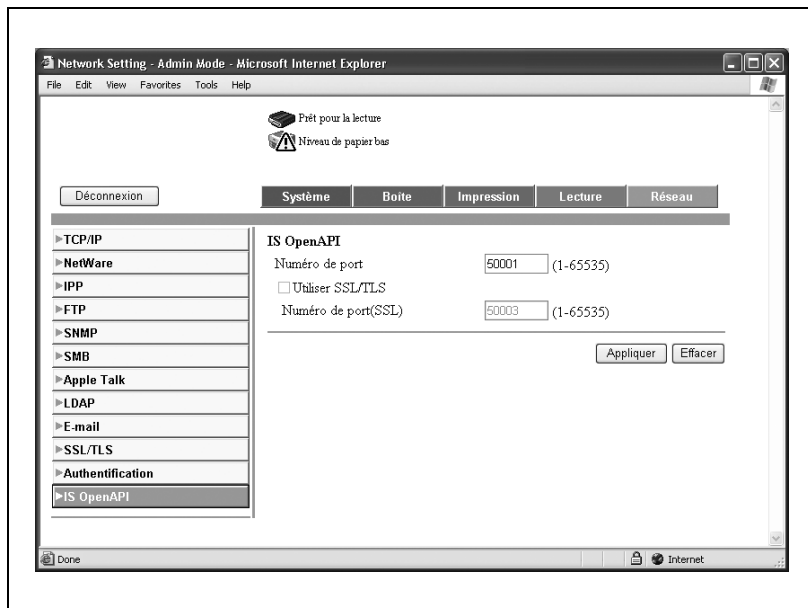 Network Setting - Admin Mode - Microsoft Internet Explorer
File Edit View Favorites Tools Help
Prêt pour la lecture
Niveau de papier bas
Déconnexion
Système Boite Impression Lecture Réseau
TCP/IP
NetWare
IPP
FTP
SNMP
SMB
Apple Talk
LDAP
E-mail
SSL/TLS
Authentification
IS OpenAPI
IS OpenAPI
Numéro de port 50001 (1-65535)
Utiliser SSL/TLS
Numéro de port(SSL) 50003 (1-65535)
Appliquer Effacer
Done Internet